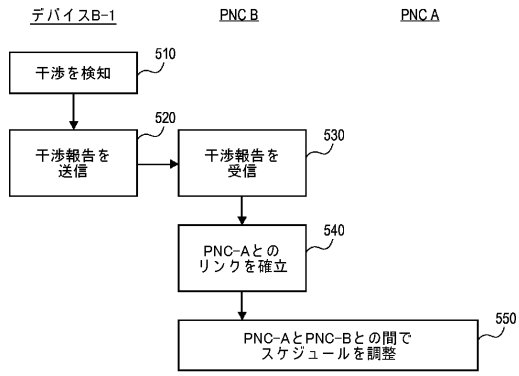 デバイスB-1 PNC B PNC A
干渉を検知
510
干渉報告を
送信
520
干渉報告を
受信
530
PNC-Aとの
リンクを確立
540
PNC-AとPNC-Bとの間で
スケジュールを調整
550